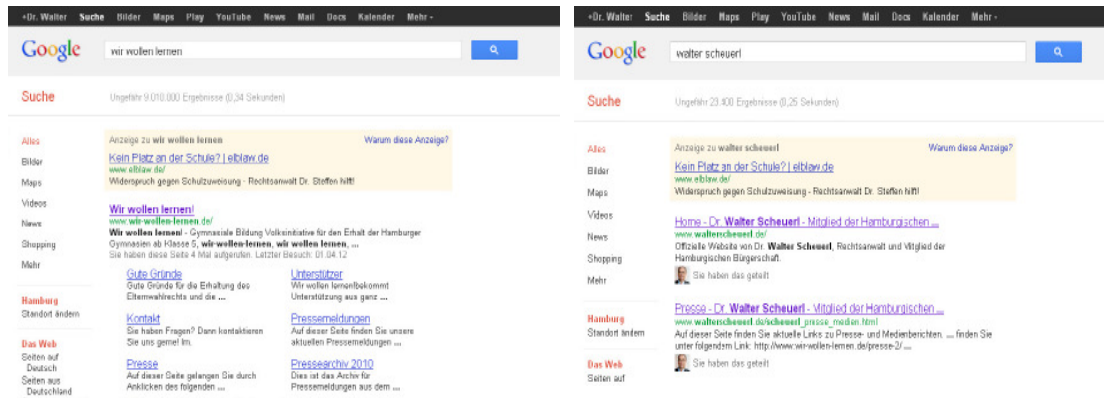 +Dr. Walter Suche Bilder Maps Play YouTube News Mail Docs Kalender Mehr
Google
wir wollen lernen
Suche
Ungefähr 9.010.000 Ergebnisse (0,34 Sekunden)
Alles
Bilder
Maps
Videos
News
Shopping
Mehr
Hamburg
Standort ändern
Das Web
Seiten auf
Deutsch
Seiten aus
Deutschland
Anzeige zu wir wollen lernen
Warum diese Anzeige?
Kein Platz an der Schule? | elblaw.de
www.elblaw.de/
Widerspruch gegen Schulzuweisung - Rechtsanwalt Dr. Steffen hilft!
Wir wollen lernen!
www.wir-wollen-lernen.de/
Wir wollen lernen! - Gymnasiale Bildung Volksinitiative für den Erhalt der Hamburger
Gymnasien ab Klasse 5, wir-wollen-lernen, wir wollen lernen, ...
Sie haben diese Seite 4 Mal aufgerufen. Letzter Besuch: 01.04.12
Gute Gründe
Gute Gründe für die Erhaltung des
Elternwahlrechts und die ...
Unterstützer
Wir wollen lernen!bekommt
Unterstützung aus ganz ...
Kontakt
Sie haben Fragen? Dann kontaktieren
Sie uns gerne! Im.
Pressemeldungen
Auf dieser Seite finden Sie unsere
aktuellen Pressemeldungen ...
Presse
Auf dieser Seite gelangen Sie durch
Anklicken des folgenden ...
Pressearchiv 2010
Dies ist das Archiv für
Pressemeldungen aus dem ...
+Dr. Walter Suche Bilder Maps Play YouTube News Mail Docs Kalender Mehr
Google
walter scheuerl
Suche
Ungefähr 23.400 Ergebnisse (0,25 Sekunden)
Alles
Bilder
Maps
Videos
News
Shopping
Mehr
Hamburg
Standort ändern
Das Web
Seiten auf
Anzeige zu walter scheuerl
Warum diese Anzeige?
Kein Platz an der Schule? | elblaw.de
www.elblaw.de/
Widerspruch gegen Schulzuweisung - Rechtsanwalt Dr. Steffen hilft!
Home - Dr. Walter Scheuerl - Mitglied der Hamburgischen ...
www.walterscheuerl.de/
Offizielle Website von Dr. Walter Scheuerl, Rechtsanwalt und Mitglied der
Hamburgischen Bürgerschaft.
Sie haben das geteilt
Presse - Dr. Walter Scheuerl - Mitglied der Hamburgischen ...
www.walterscheuerl.de/scheuerl_presse_medien.html
Auf dieser Seite finden Sie aktuelle Links zu Presse- und Medienberichten. ... finden Sie
unter folgendem Link: http://www.wir-wollen-lernen.de/presse-2/ ...
Sie haben das geteilt